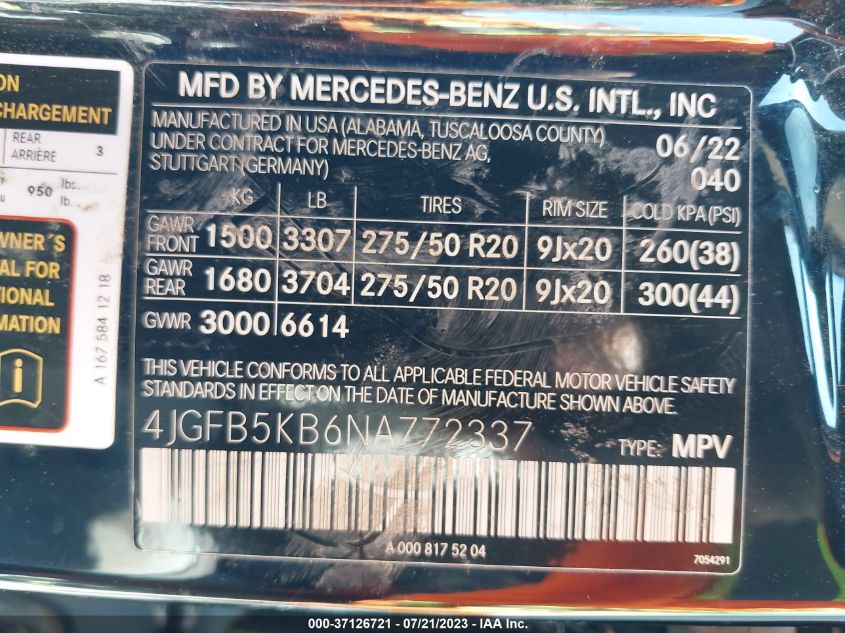 ON
CHARGEMENT
REAR
ARRIÈRE 3
950 lbs.
lb.
WNER´S
AL FOR
TIONAL
RMATION
A 167 584 12 18
MFD BY MERCEDES-BENZ U.S. INTL., INC
MANUFACTURED IN USA (ALABAMA, TUSCALOOSA COUNTY) 06/22
UNDER CONTRACT FOR MERCEDES-BENZ AG,
STUTTGART (GERMANY) 040
KG LB TIRES RIM SIZE COLD KPA (PSI)
GAWR
FRONT 1500 3307 275/50 R20 9Jx20 260(38)
GAWR
REAR 1680 3704 275/50 R20 9Jx20 300(44)
GVWR 3000 6614
THIS VEHICLE CONFORMS TO ALL APPLICABLE FEDERAL MOTOR VEHICLE SAFETY
STANDARDS IN EFFECT ON THE DATE OF MANUFACTURE SHOWN ABOVE.
4JGFB5KB6NA772337 TYPE: MPV
A 000 817 52 04
7054291
000-37126721 - 07/21/2023 - IAA Inc.